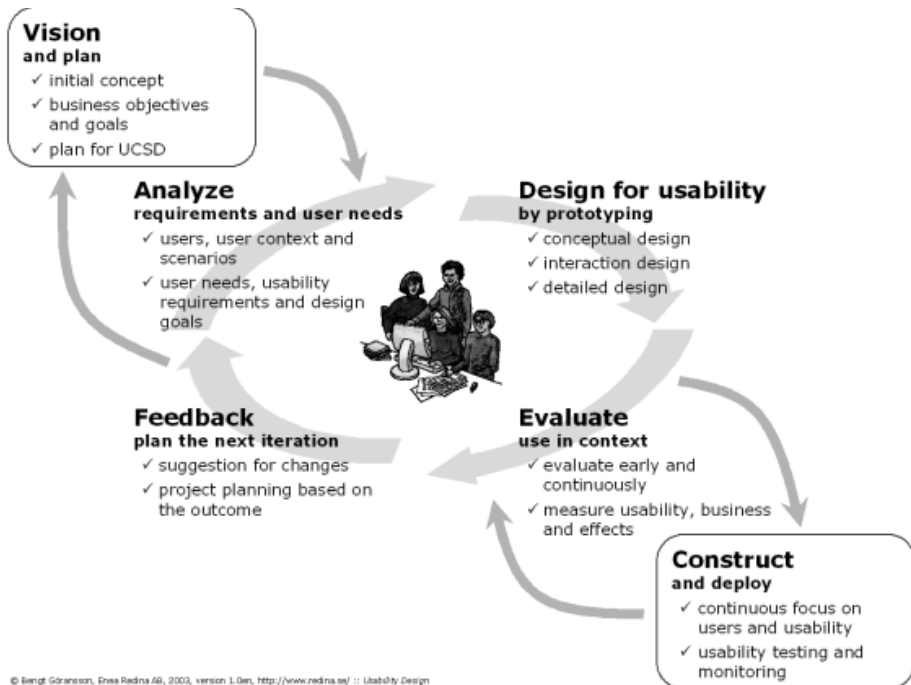 Vision
and plan
✓ initial concept
✓ business objectives
and goals
✓ plan for UCSD
Analyze
requirements and user needs
✓ users, user context and
scenarios
✓ user needs, usability
requirements and design
goals
Design for usability
by prototyping
✓ conceptual design
✓ interaction design
✓ detailed design
Feedback
plan the next iteration
✓ suggestion for changes
✓ project planning based on
the outcome
Evaluate
use in context
✓ evaluate early and
continuously
✓ measure usability, business
and effects
Construct
and deploy
✓ continuous focus on
users and usability
✓ usability testing and
monitoring
© Bengt Göransson, Enea Redina AB, 2003, version 1.0en, http://www.redina.se/ :: Usability Design